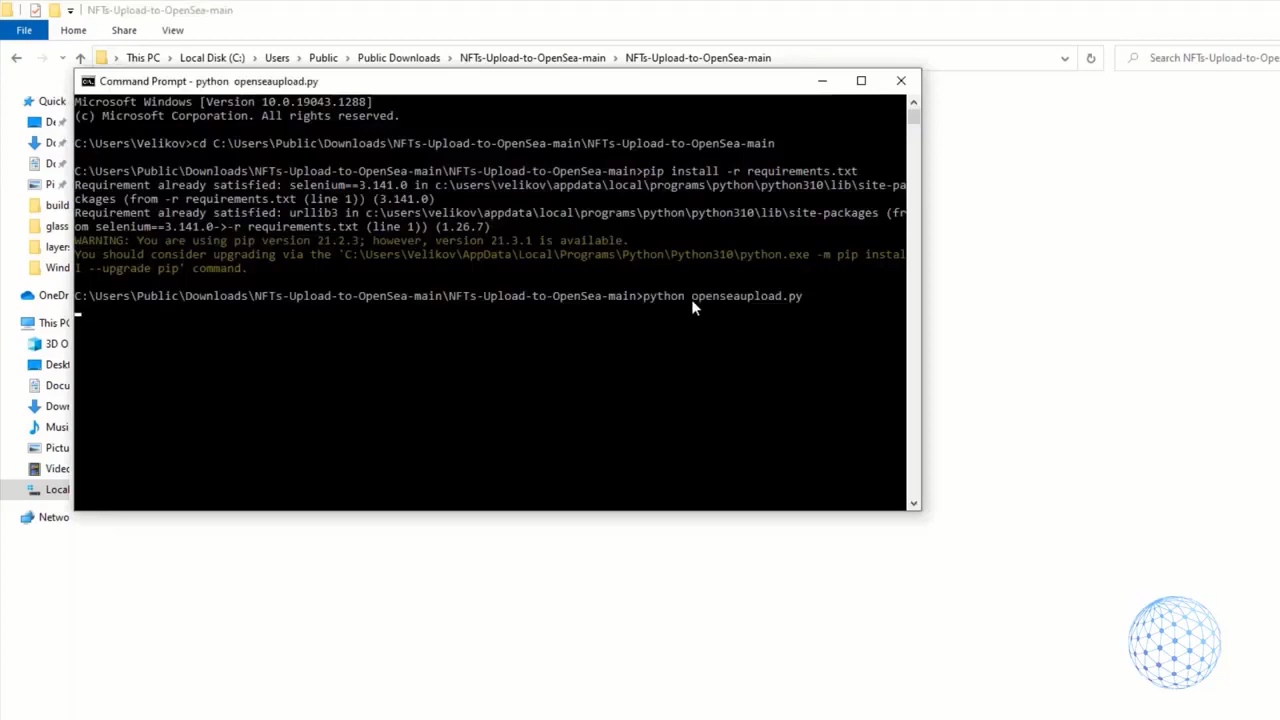 NFTs-Upload-to-OpenSea-main
File Home Share View
This PC Local Disk (C:) Users Public Public Downloads NFTs-Upload-to-OpenSea-main NFTs-Upload-to-OpenSea-main
Search NFTs-Upload-to-Ope
Command Prompt - python  openseaupload.py
Microsoft Windows [Version 10.0.19043.1288]
(c) Microsoft Corporation. All rights reserved.
C:\Users\Velikov>cd C:\Users\Public\Downloads\NFTs-Upload-to-OpenSea-main\NFTs-Upload-to-OpenSea-main
C:\Users\Public\Downloads\NFTs-Upload-to-OpenSea-main\NFTs-Upload-to-OpenSea-main>pip install -r requirements.txt
Requirement already satisfied: selenium==3.141.0 in c:\users\velikov\appdata\local\programs\python\python310\lib\site-pa
ckages (from -r requirements.txt (line 1)) (3.141.0)
Requirement already satisfied: urllib3 in c:\users\velikov\appdata\local\programs\python\python310\lib\site-packages (fr
om selenium==3.141.0->-r requirements.txt (line 1)) (1.26.7)
WARNING: You are using pip version 21.2.3; however, version 21.3.1 is available.
You should consider upgrading via the 'C:\Users\Velikov\AppData\Local\Programs\Python\Python310\python.exe -m pip instal
l --upgrade pip' command.
C:\Users\Public\Downloads\NFTs-Upload-to-OpenSea-main\NFTs-Upload-to-OpenSea-main>python openseaupload.py
Quick
De
Do
Do
Pi
build
glass
layer
Wind
OneDr
This PC
3D O
Deskt
Docu
Down
Musi
Pictu
Video
Local
Netwo